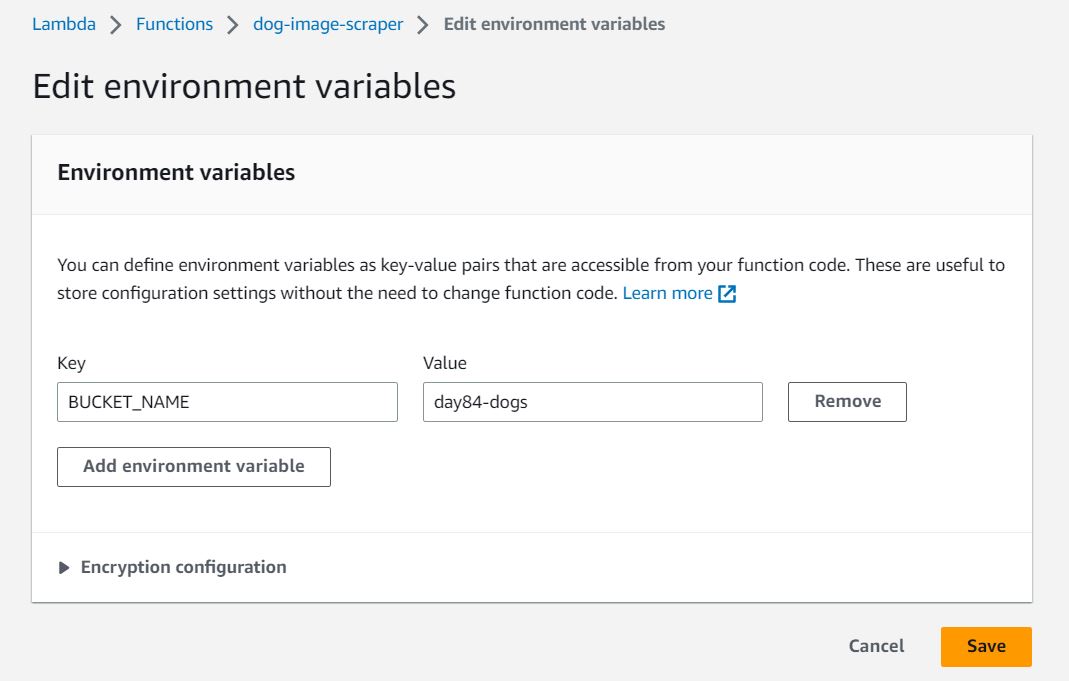 Lambda > Functions > dog-image-scraper > Edit environment variables
Edit environment variables
Environment variables
You can define environment variables as key-value pairs that are accessible from your function code. These are useful to
store configuration settings without the need to change function code. Learn more
Key Value
BUCKET_NAME day84-dogs Remove
Add environment variable
Encryption configuration
Cancel Save